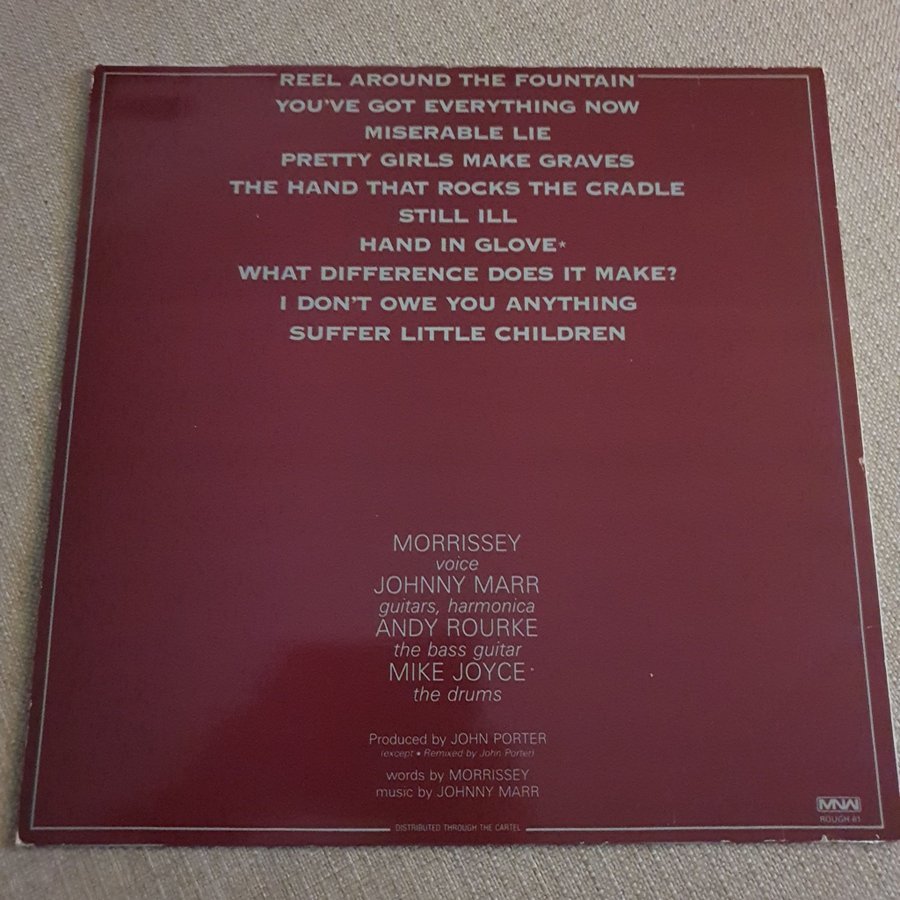 REEL AROUND THE FOUNTAIN
YOU'VE GOT EVERYTHING NOW
MISERABLE LIE
PRETTY GIRLS MAKE GRAVES
THE HAND THAT ROCKS THE CRADLE
STILL ILL
HAND IN GLOVE*
WHAT DIFFERENCE DOES IT MAKE?
I DON'T OWE YOU ANYTHING
SUFFER LITTLE CHILDREN
MORRISSEY
voice
JOHNNY MARR
guitars, harmonica
ANDY ROURKE
the bass guitar
MIKE JOYCE
the drums
Produced by JOHN PORTER
(except * Remixed by John Porter)
words by MORRISSEY
music by JOHNNY MARR
MNW
ROUGH 61
DISTRIBUTED THROUGH THE CARTEL